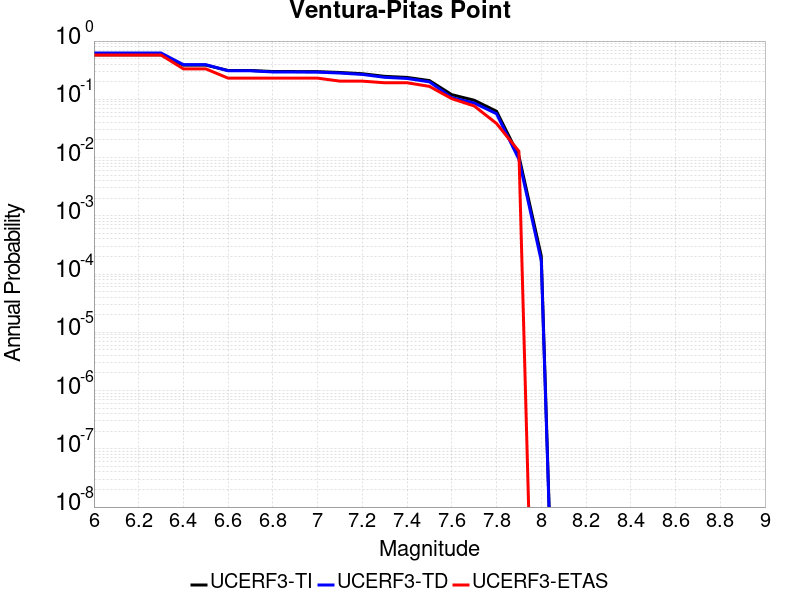 Ventura-Pitas Point
Annual Probability
10^0
10^-1
10^-2
10^-3
10^-4
10^-5
10^-6
10^-7
10^-8
6 6.2 6.4 6.6 6.8 7 7.2 7.4 7.6 7.8 8 8.2 8.4 8.6 8.8 9
Magnitude
UCERF3-TI UCERF3-TD UCERF3-ETAS